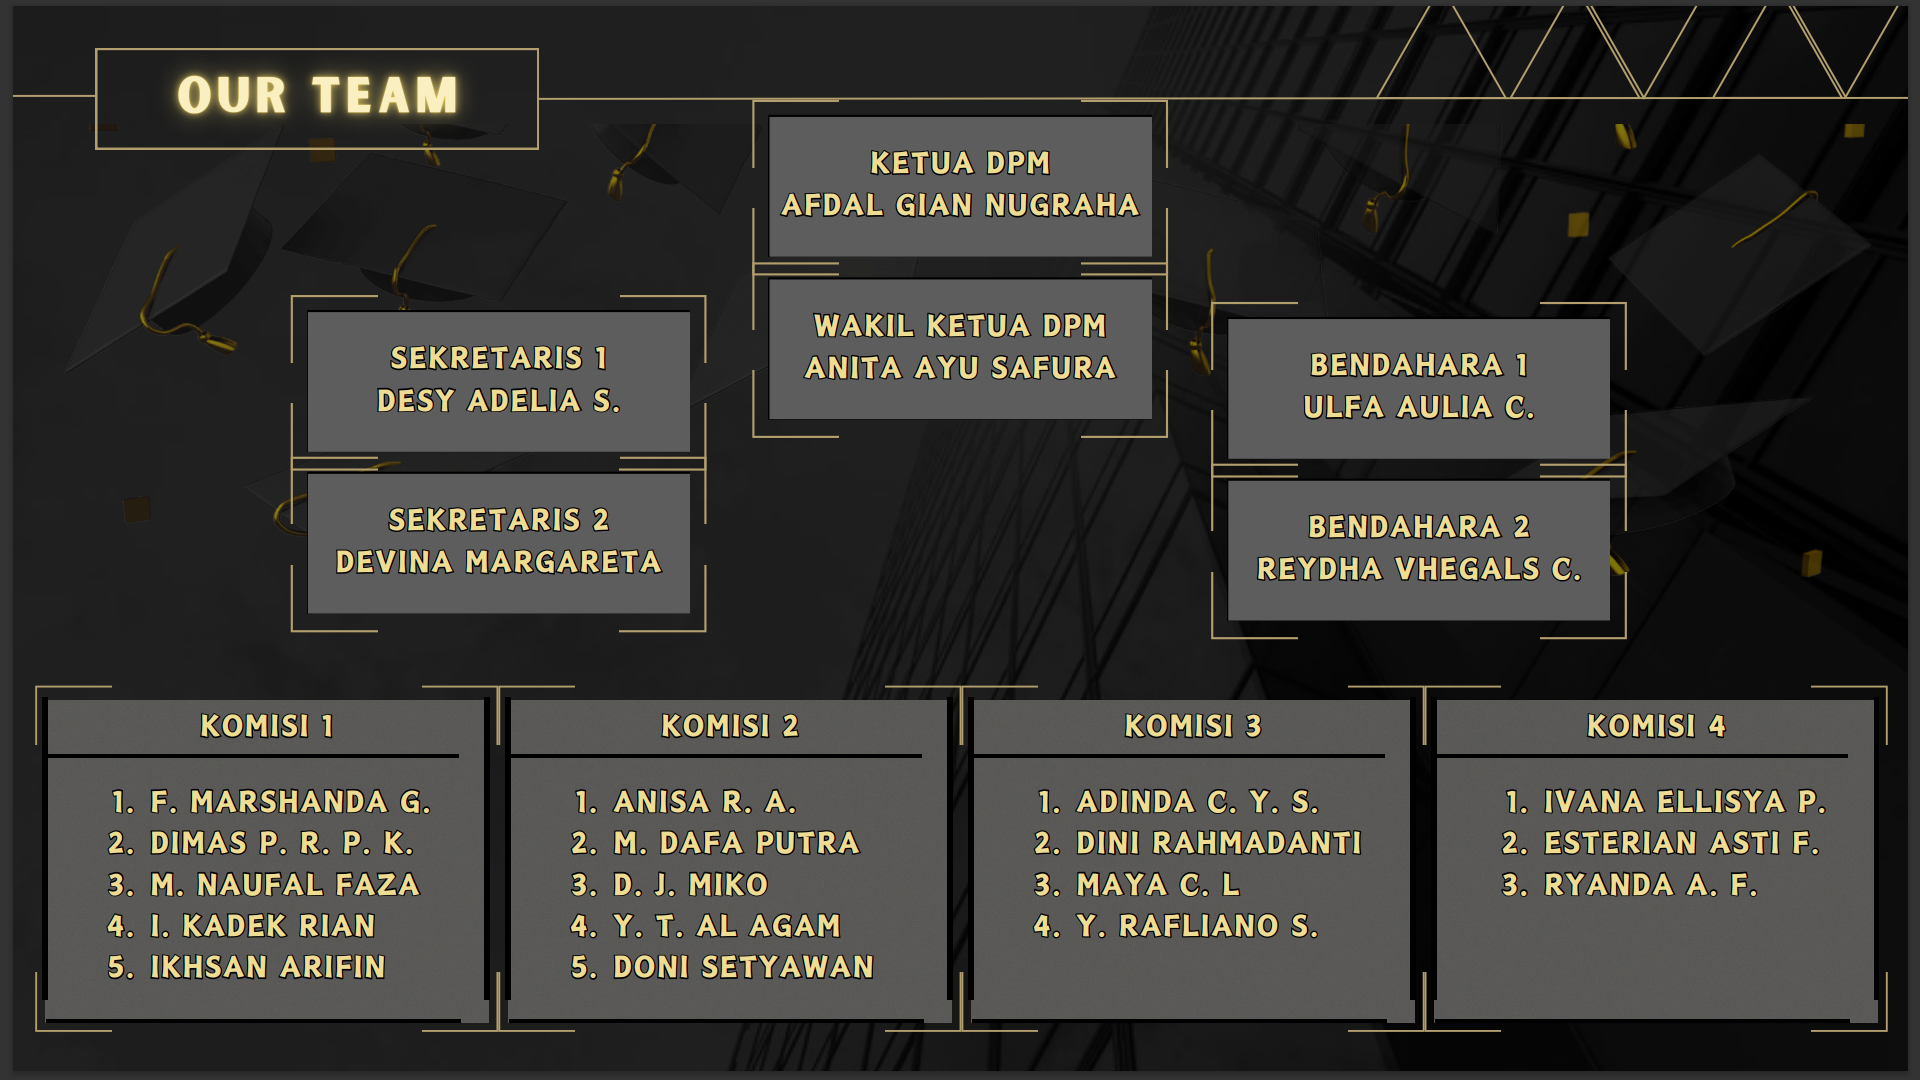 OUR TEAM
KETUA DPM
AFDAL GIAN NUGRAHA
WAKIL KETUA DPM
ANITA AYU SAFURA
SEKRETARIS 1
DESY ADELIA S.
SEKRETARIS 2
DEVINA MARGARETA
BENDAHARA 1
ULFA AULIA C.
BENDAHARA 2
REYDHA VHEGALS C.
KOMISI 1
1. F. MARSHANDA G.
2. DIMAS P. R. P. K.
3. M. NAUFAL FAZA
4. I. KADEK RIAN
5. IKHSAN ARIFIN
KOMISI 2
1. ANISA R. A.
2. M. DAFA PUTRA
3. D. J. MIKO
4. Y. T. AL AGAM
5. DONI SETYAWAN
KOMISI 3
1. ADINDA C. Y. S.
2. DINI RAHMADANTI
3. MAYA C. L
4. Y. RAFLIANO S.
KOMISI 4
1. IVANA ELLISYA P.
2. ESTERIAN ASTI F.
3. RYANDA A. F.